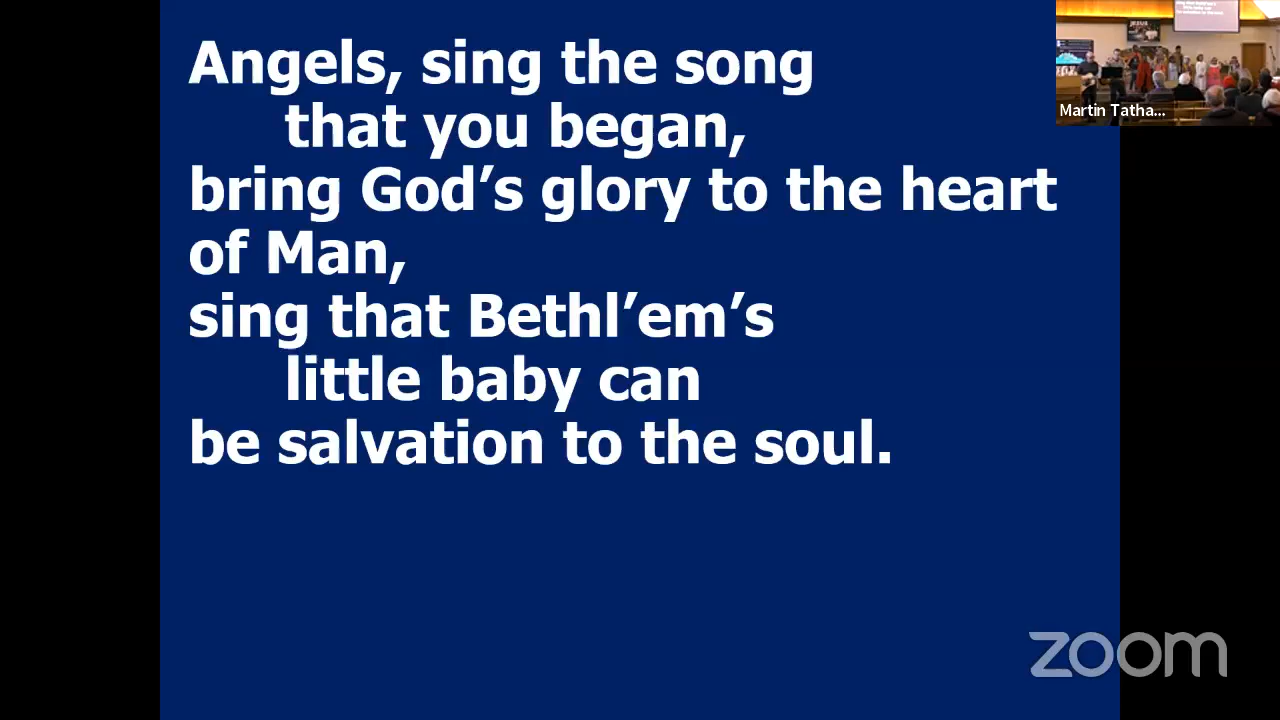 Angels, sing the song
that you began,
bring God’s glory to the heart
of Man,
sing that Bethl’em’s
little baby can
be salvation to the soul.
Martin Tatha...
zoom